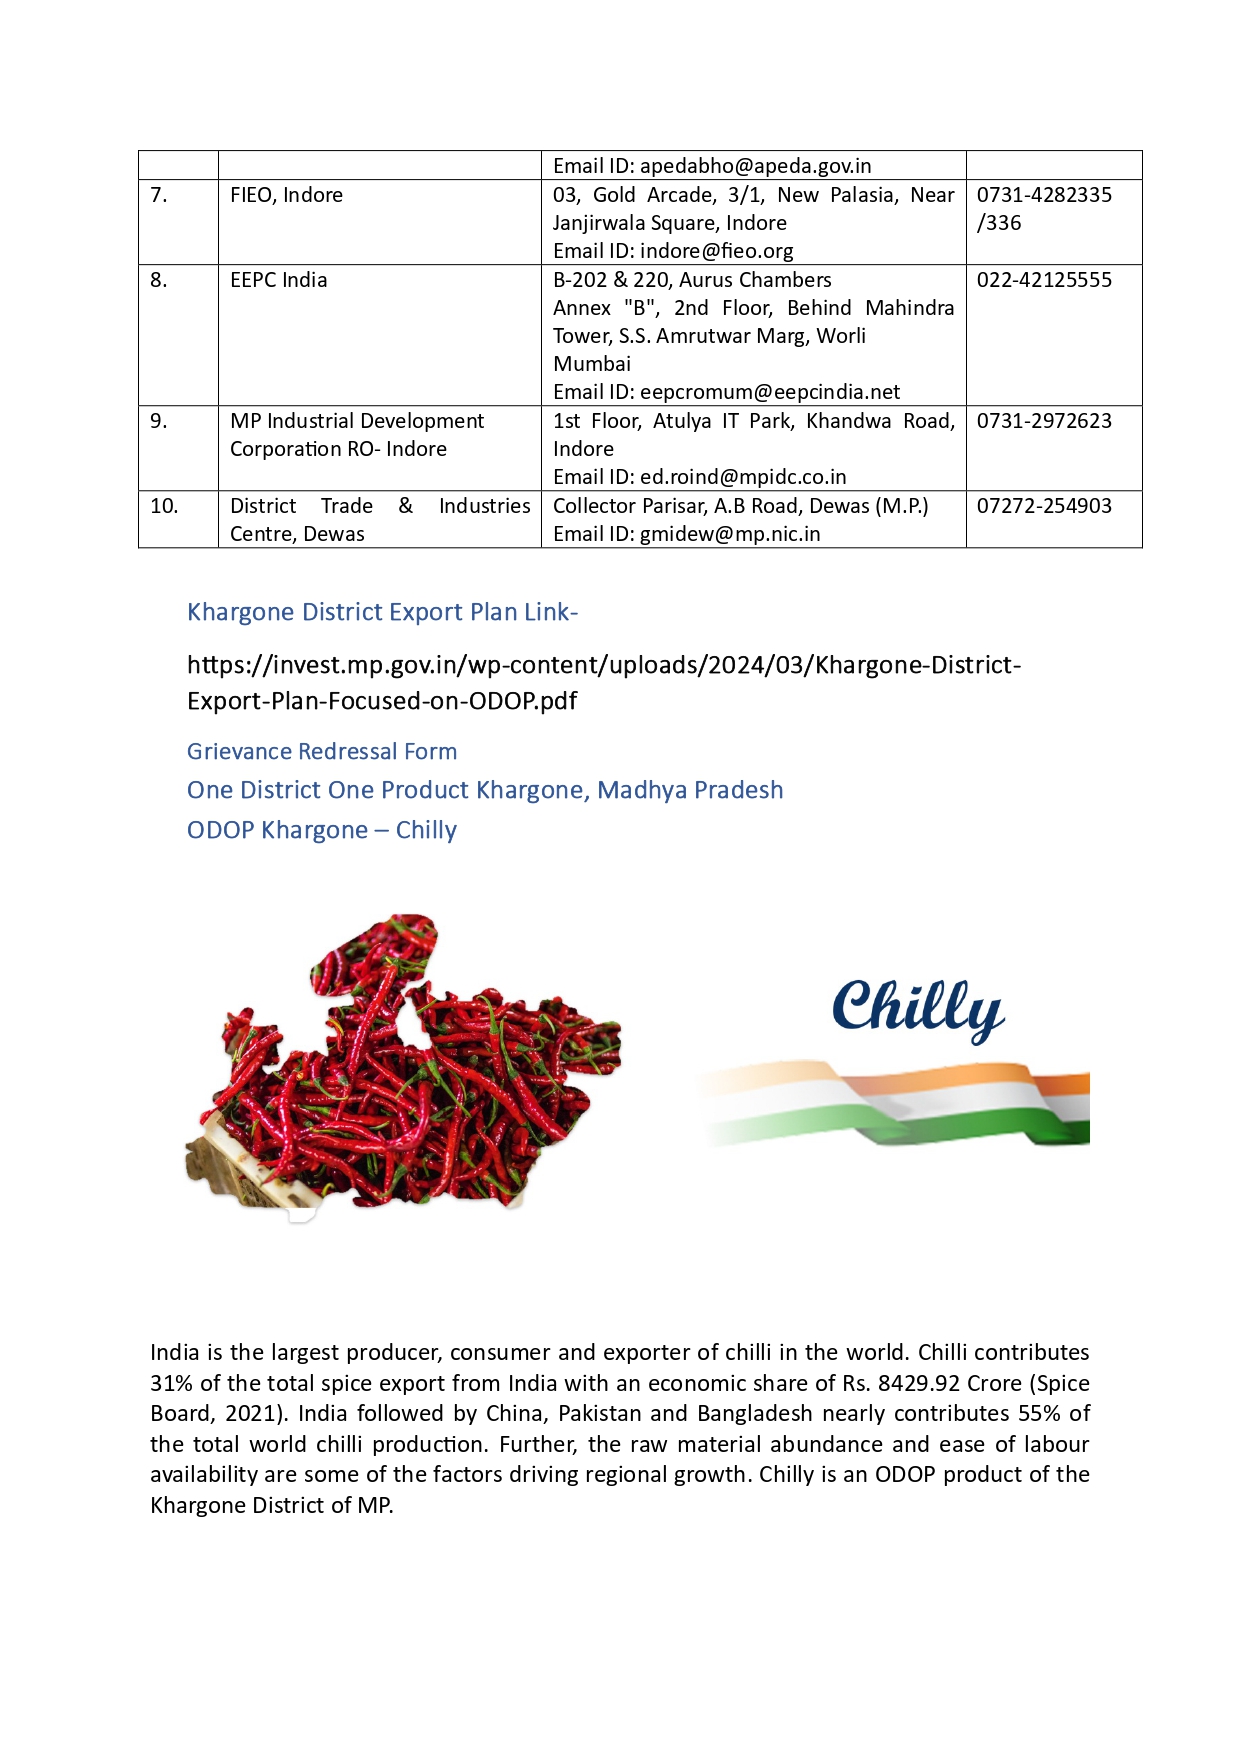 Email ID: apedabho@apeda.gov.in
7.
FIEO, Indore
03, Gold Arcade, 3/1, New Palasia, Near
Janjirwala Square, Indore
Email ID: indore@fieo.org
0731-4282335
/336
8.
EEPC India
B-202 & 220, Aurus Chambers
Annex "B", 2nd Floor, Behind Mahindra
Tower, S.S. Amrutwar Marg, Worli
Mumbai
Email ID: eepcromum@eepcindia.net
022-42125555
9.
MP Industrial Development
Corporation RO- Indore
1st Floor, Atulya IT Park, Khandwa Road,
Indore
Email ID: ed.roind@mpidc.co.in
0731-2972623
10.
District Trade & Industries
Centre, Dewas
Collector Parisar, A.B Road, Dewas (M.P.)
Email ID: gmidew@mp.nic.in
07272-254903
Khargone District Export Plan Link-
https://invest.mp.gov.in/wp-content/uploads/2024/03/Khargone-District-
Export-Plan-Focused-on-ODOP.pdf
Grievance Redressal Form
One District One Product Khargone, Madhya Pradesh
ODOP Khargone – Chilly
Chilly
India is the largest producer, consumer and exporter of chilli in the world. Chilli contributes
31% of the total spice export from India with an economic share of Rs. 8429.92 Crore (Spice
Board, 2021). India followed by China, Pakistan and Bangladesh nearly contributes 55% of
the total world chilli production. Further, the raw material abundance and ease of labour
availability are some of the factors driving regional growth. Chilly is an ODOP product of the
Khargone District of MP.